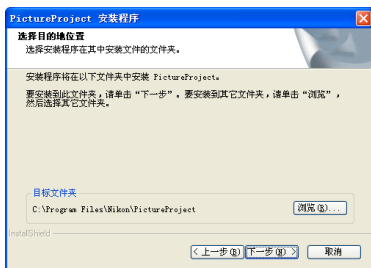 PictureProject 安装程序
选择目的地位置
选择安装程序在其中安装文件的文件夹。
安装程序将在以下文件夹中安装 PictureProject。
要安装到此文件夹，请单击“下一步”。要安装到其它文件夹，请单击“浏览”，
然后选择其它文件夹。
目标文件夹
C:\Program Files\Nikon\PictureProject
浏览(R)...
InstallShield
< 上一步(B)
下一步(N) >
取消